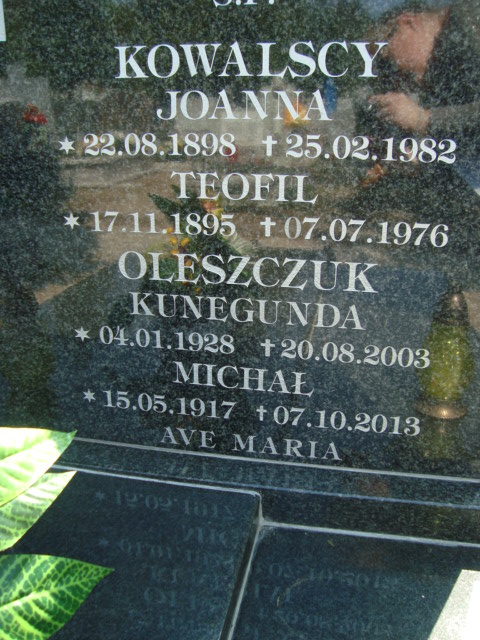 KOWALSCY
JOANNA
* 22.08.1898 ✝ 25.02.1982
TEOFIL
* 17.11.1895 ✝ 07.07.1976
OLESZCZUK
KUNEGUNDA
* 04.01.1928 ✝ 20.08.2003
MICHAŁ
* 15.05.1917 ✝ 07.10.2013
AVE MARIA